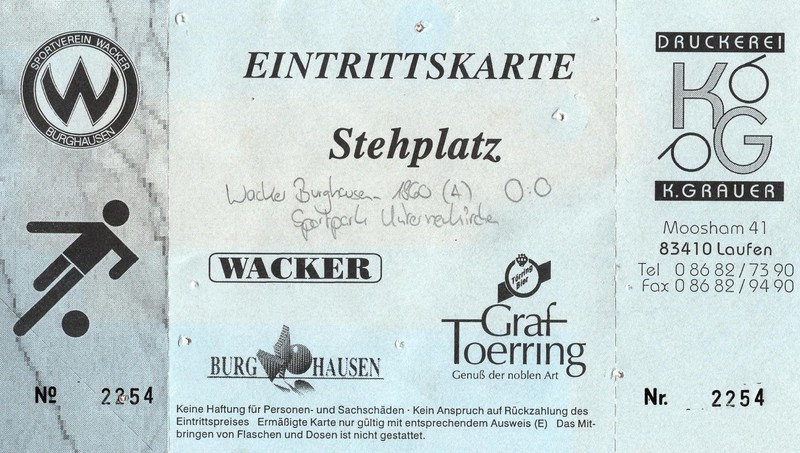 SPORTVEREIN WACKER
W
BURGHAUSEN
Nº 2254
EINTRITTSKARTE
Stehplatz
Wacker Burghausen - 1860 (A) 0:0
Sportpark Unterneukirchen
WACKER
Törring
Bier
Graf
Toerring
Genuß der noblen Art
BURG HAUSEN
Keine Haftung für Personen- und Sachschäden · Kein Anspruch auf Rückzahlung des
Eintrittspreises Ermäßigte Karte nur gültig mit entsprechendem Ausweis (E) Das Mit-
bringen von Flaschen und Dosen ist nicht gestattet.
DRUCKEREI
KG
K.GRAUER
Moosham 41
83410 Laufen
Tel 0 86 82 / 73 90
Fax 0 86 82 / 94 90
Nr. 2254